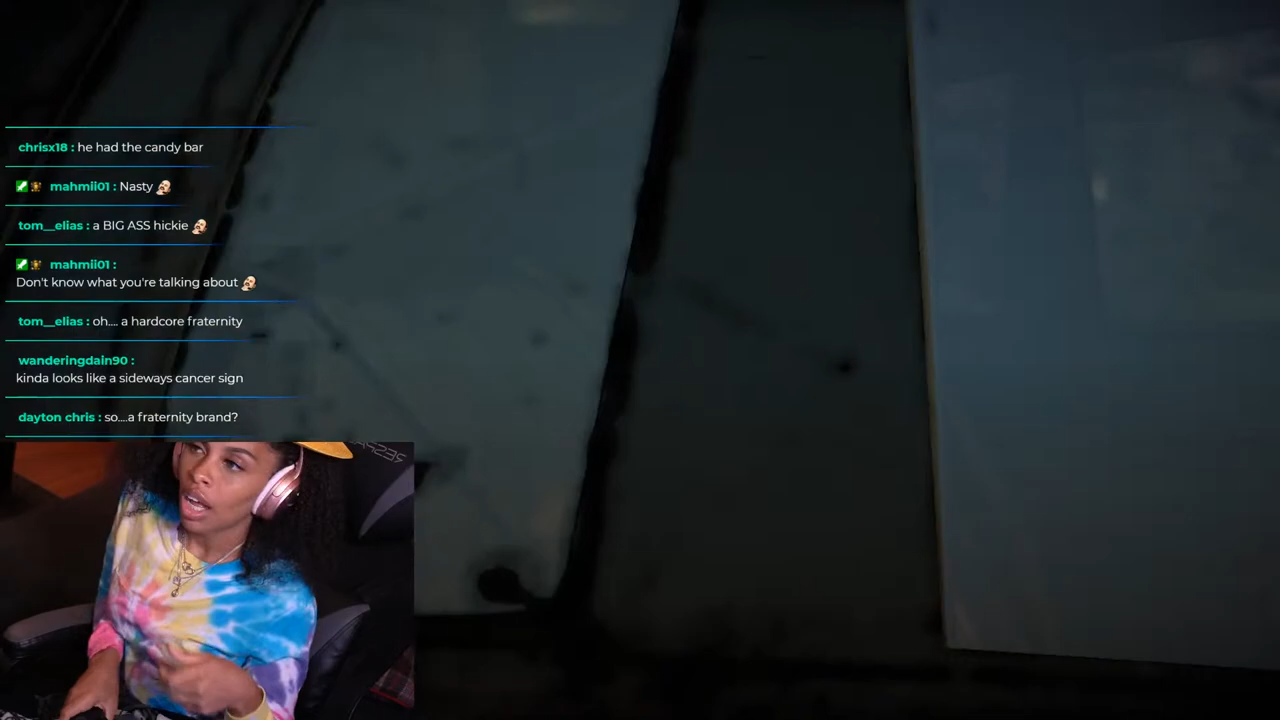 chrisx18 : he had the candy bar
mahmii01 : Nasty
tom__elias : a BIG ASS hickie
mahmii01 :
Don't know what you're talking about
tom__elias : oh.... a hardcore fraternity
wanderingdain90 :
kinda looks like a sideways cancer sign
dayton chris : so....a fraternity brand?